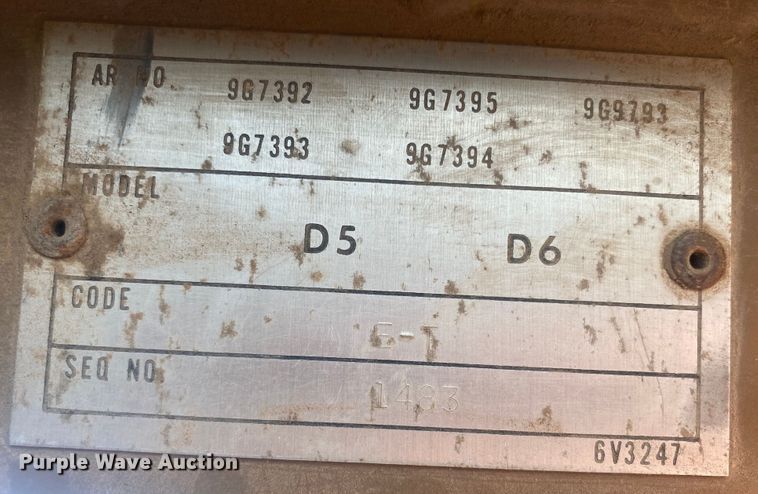 AR NO 9G7392 9G7395 9G9793
9G7393 9G7394
MODEL
D5 D6
CODE
E-T
SEQ NO
1483
6V3247
Purple Wave Auction